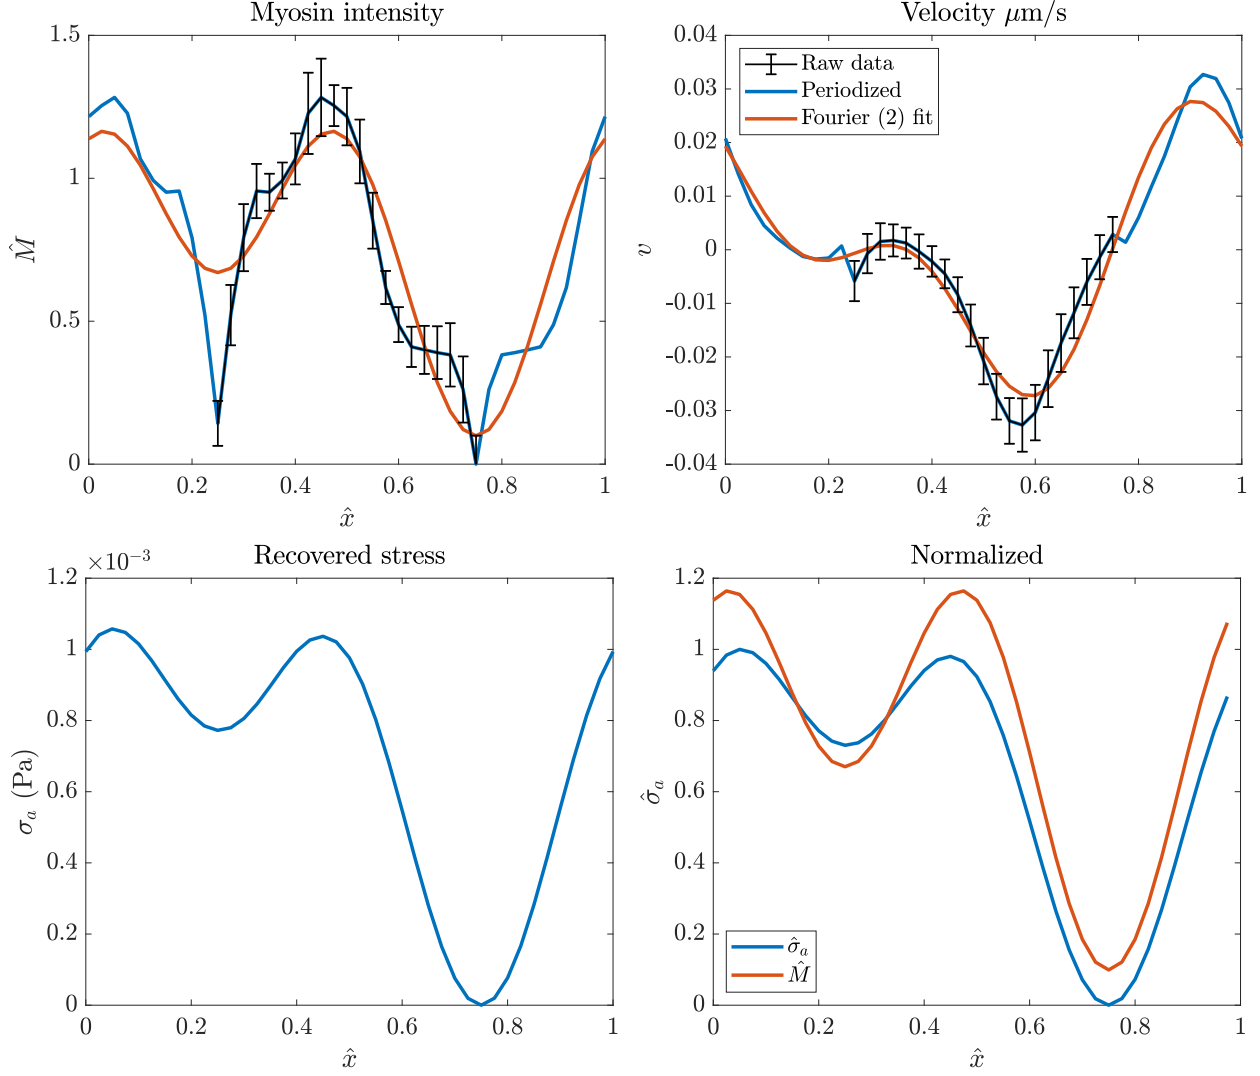 Myosin intensity
1.5
1
0.5
0
M̂
0 0.2 0.4 0.6 0.8 1
x̂
Velocity μm/s
0.04
0.03
0.02
0.01
0
-0.01
-0.02
-0.03
-0.04
v
Raw data
Periodized
Fourier (2) fit
0 0.2 0.4 0.6 0.8 1
x̂
Recovered stress
×10⁻³
1.2
1
0.8
0.6
0.4
0.2
0
σₐ (Pa)
0 0.2 0.4 0.6 0.8 1
x̂
Normalized
1.2
1
0.8
0.6
0.4
0.2
0
σ̂ₐ
σ̂ₐ
M̂
0 0.2 0.4 0.6 0.8 1
x̂